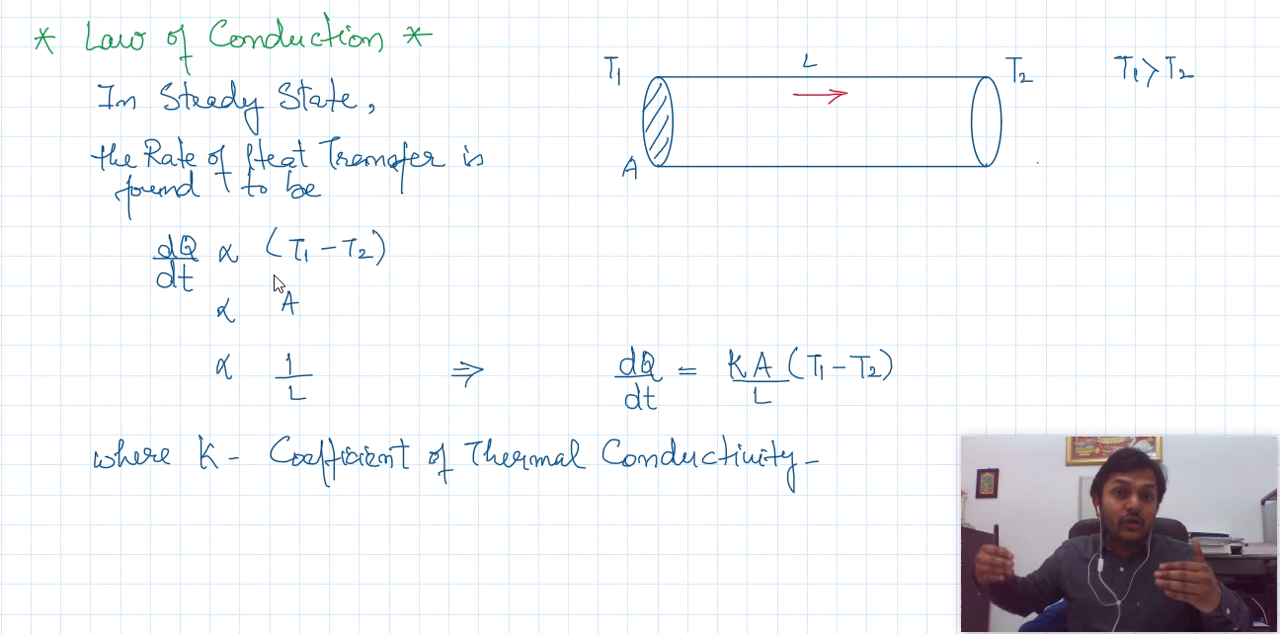 * Law of Conduction *
In Steady State,
the Rate of Heat Transfer is
found to be
dQ/dt ∝ (T₁ - T₂)
∝ A
∝ 1/L ⇒ dQ/dt = KA/L (T₁ - T₂)
where K - Coefficient of Thermal Conductivity -
T₁ L T₂ T₁ > T₂
A